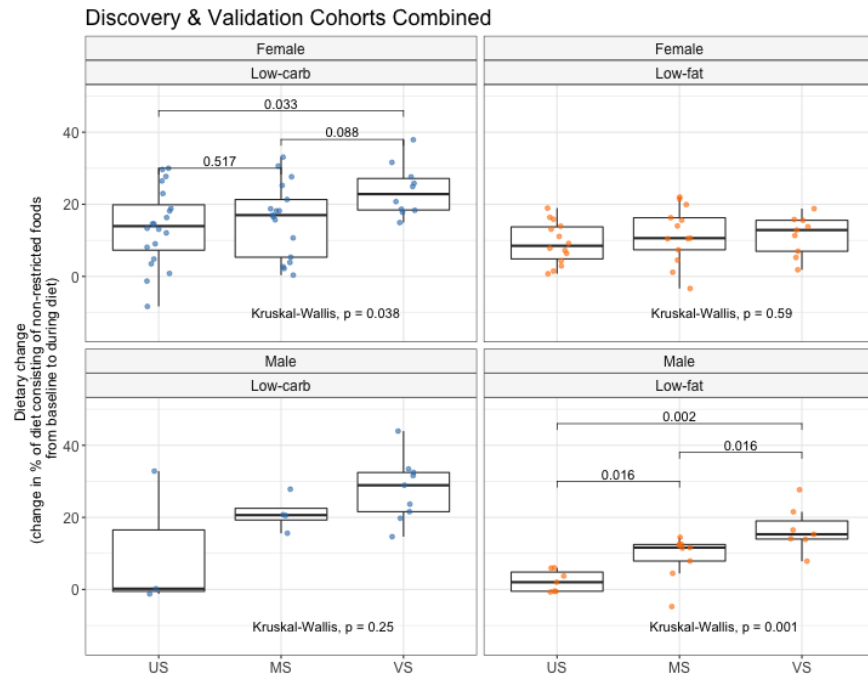 Discovery & Validation Cohorts Combined
Female
Female
Low-carb
Low-fat
0.033
0.088
0.517
40
20
0
Kruskal-Wallis, p = 0.038
Kruskal-Wallis, p = 0.59
Dietary change
(change in % of diet consisting of non-restricted foods
from baseline to during diet)
Male
Male
Low-carb
Low-fat
0.002
0.016
0.016
40
20
0
Kruskal-Wallis, p = 0.25
Kruskal-Wallis, p = 0.001
US
MS
VS
US
MS
VS